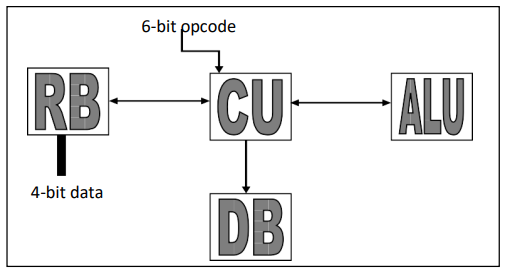 6-bit opcode
RB
CU
ALU
4-bit data
DB